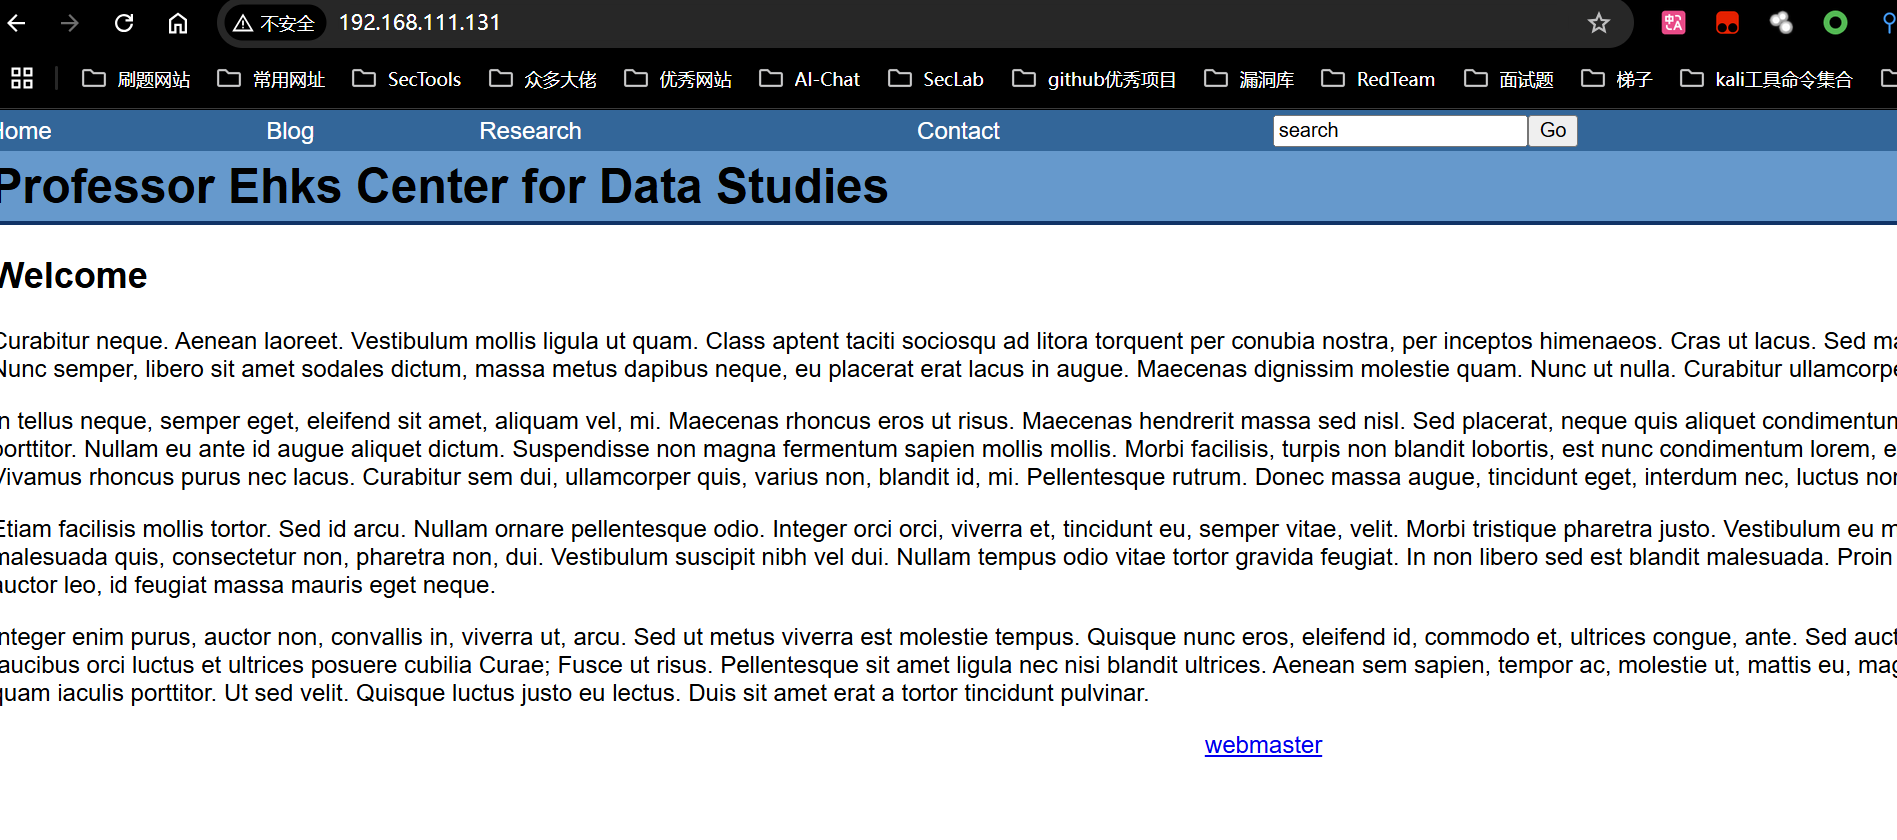 不安全 192.168.111.131
刷题网站 常用网址 SecTools 众多大佬 优秀网站 AI-Chat SecLab github优秀项目 漏洞库 RedTeam 面试题 梯子 kali工具命令集合
Home Blog Research Contact search Go
Professor Ehks Center for Data Studies
Welcome
Curabitur neque. Aenean laoreet. Vestibulum mollis ligula ut quam. Class aptent taciti sociosqu ad litora torquent per conubia nostra, per inceptos himenaeos. Cras ut lacus. Sed ma
Nunc semper, libero sit amet sodales dictum, massa metus dapibus neque, eu placerat erat lacus in augue. Maecenas dignissim molestie quam. Nunc ut nulla. Curabitur ullamcorpe
In tellus neque, semper eget, eleifend sit amet, aliquam vel, mi. Maecenas rhoncus eros ut risus. Maecenas hendrerit massa sed nisl. Sed placerat, neque quis aliquet condimentum
porttitor. Nullam eu ante id augue aliquet dictum. Suspendisse non magna fermentum sapien mollis mollis. Morbi facilisis, turpis non blandit lobortis, est nunc condimentum lorem, e
Vivamus rhoncus purus nec lacus. Curabitur sem dui, ullamcorper quis, varius non, blandit id, mi. Pellentesque rutrum. Donec massa augue, tincidunt eget, interdum nec, luctus non
Etiam facilisis mollis tortor. Sed id arcu. Nullam ornare pellentesque odio. Integer orci orci, viverra et, tincidunt eu, semper vitae, velit. Morbi tristique pharetra justo. Vestibulum eu m
malesuada quis, consectetur non, pharetra non, dui. Vestibulum suscipit nibh vel dui. Nullam tempus odio vitae tortor gravida feugiat. In non libero sed est blandit malesuada. Proin
auctor leo, id feugiat massa mauris eget neque.
Integer enim purus, auctor non, convallis in, viverra ut, arcu. Sed ut metus viverra est molestie tempus. Quisque nunc eros, eleifend id, commodo et, ultrices congue, ante. Sed auct
faucibus orci luctus et ultrices posuere cubilia Curae; Fusce ut risus. Pellentesque sit amet ligula nec nisi blandit ultrices. Aenean sem sapien, tempor ac, molestie ut, mattis eu, mag
quam iaculis porttitor. Ut sed velit. Quisque luctus justo eu lectus. Duis sit amet erat a tortor tincidunt pulvinar.
webmaster